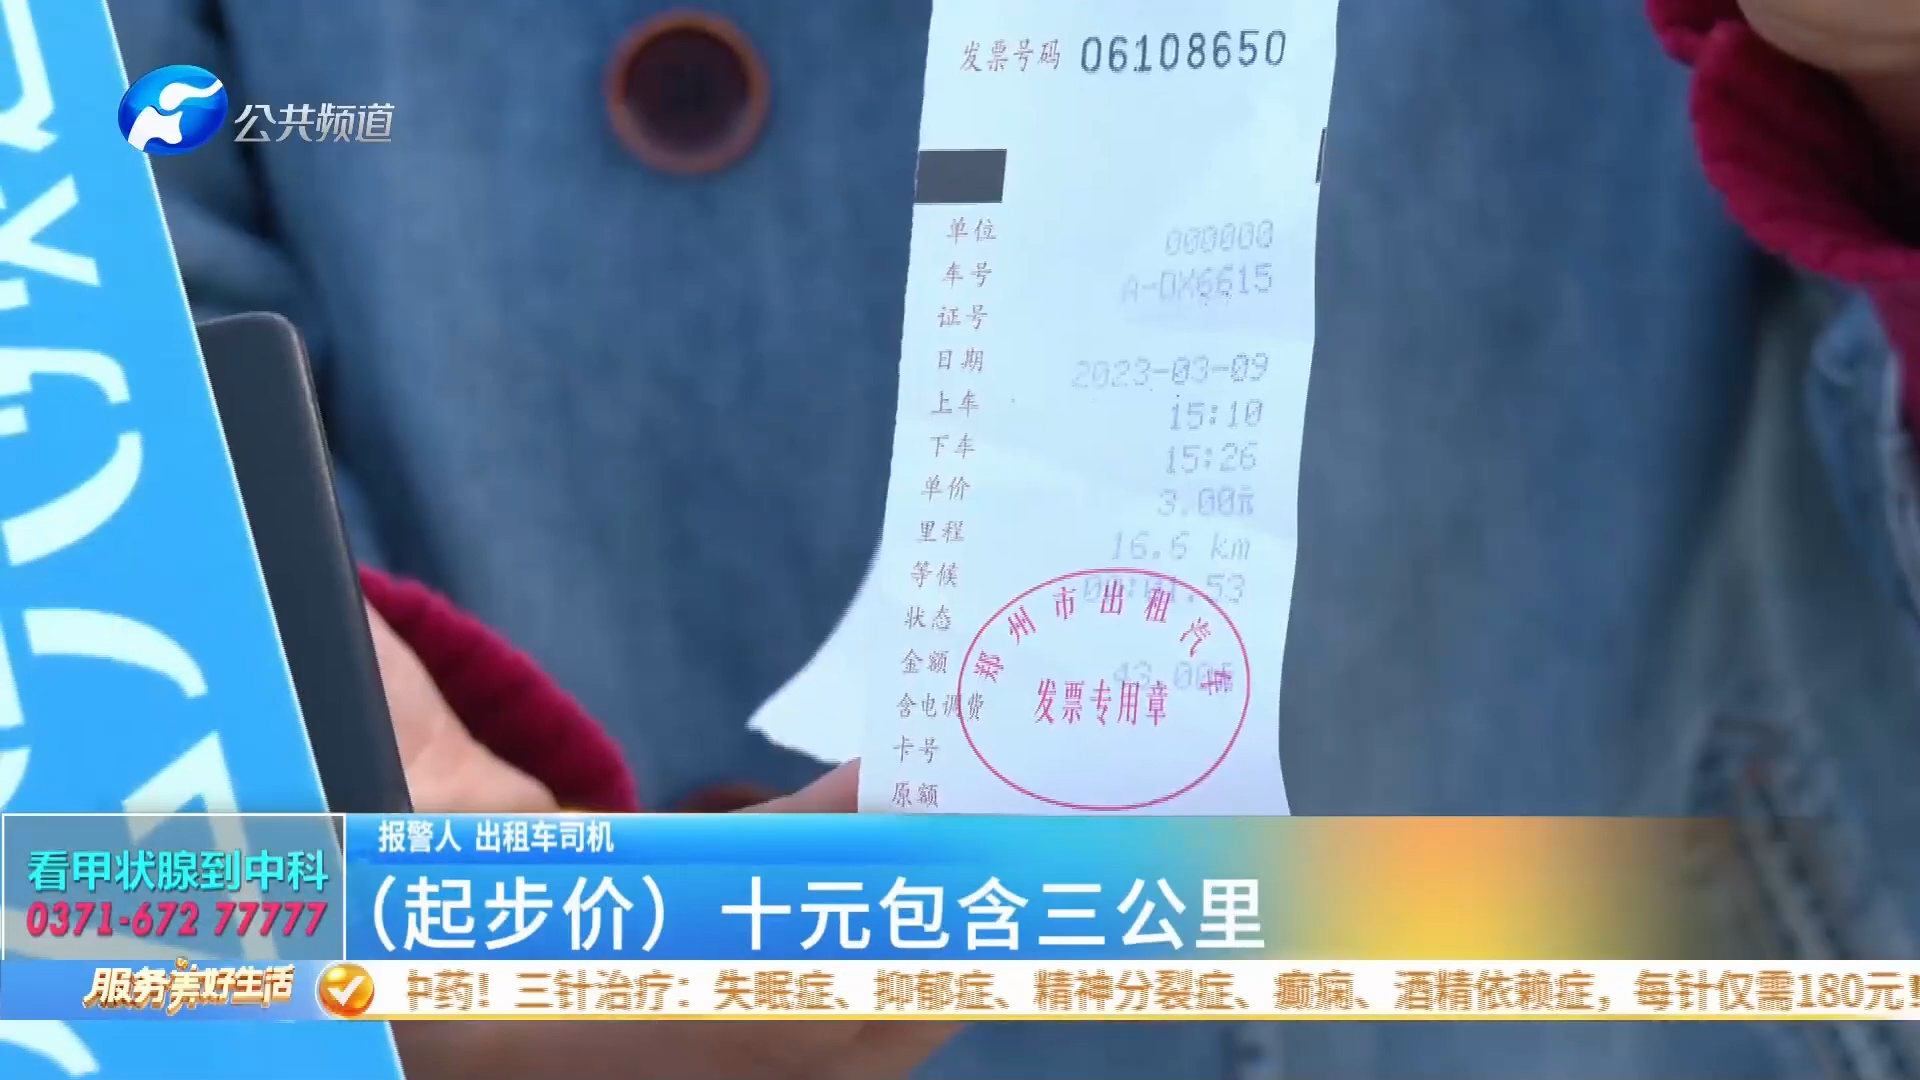 公共频道
发票号码 06108650
单位 000000
车号 A-DX6615
证号
日期 2023-03-09
上车 15:10
下车 15:26
单价 3.00元
里程 16.6 km
等候 00:01:53
状态
金额 43.00元
含电调费
卡号
原额
郑州市出租汽车
发票专用章
看甲状腺到中科
0371-672 77777
报警人 出租车司机
（起步价） 十元包含三公里
服务美好生活
中药！三针治疗：失眠症、抑郁症、精神分裂症、癫痫、酒精依赖症，每针仅需180元！